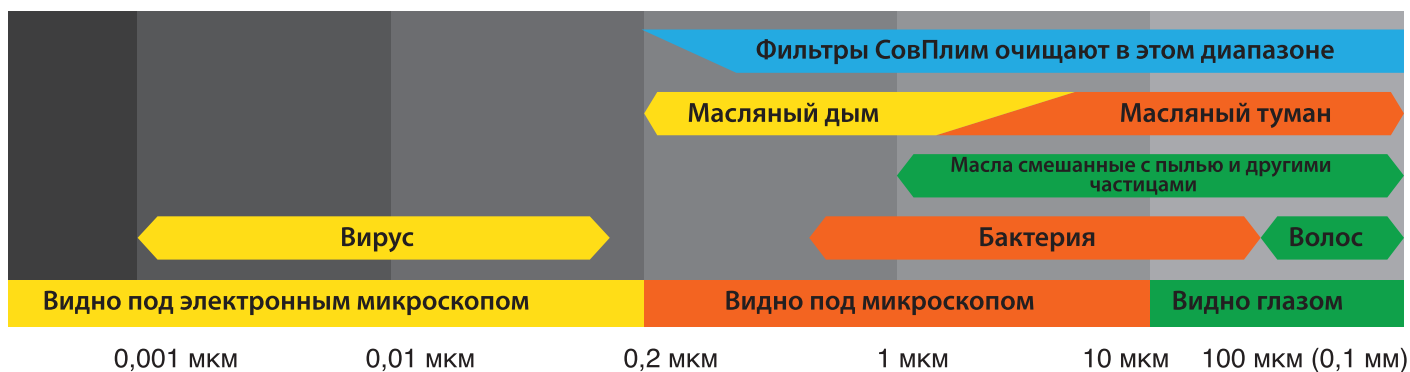 Фильтры СовПлим очищают в этом диапазоне
Масляный дым
Масляный туман
Масла смешанные с пылью и другими
частицами
Вирус
Бактерия
Волос
Видно под электронным микроскопом
Видно под микроскопом
Видно глазом
0,001 мкм
0,01 мкм
0,2 мкм
1 мкм
10 мкм
100 мкм (0,1 мм)